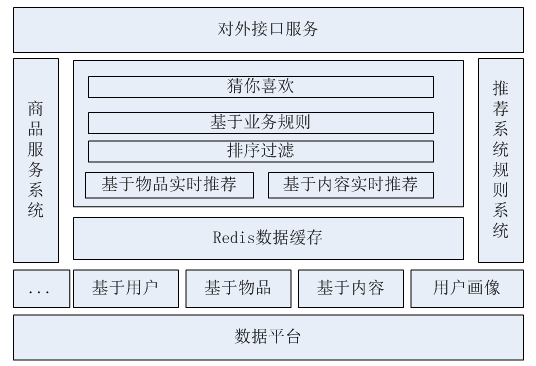 对外接口服务
商品服务系统
猜你喜欢
基于业务规则
排序过滤
基于物品实时推荐
基于内容实时推荐
Redis数据缓存
推荐系统规则系统
...
基于用户
基于物品
基于内容
用户画像
数据平台